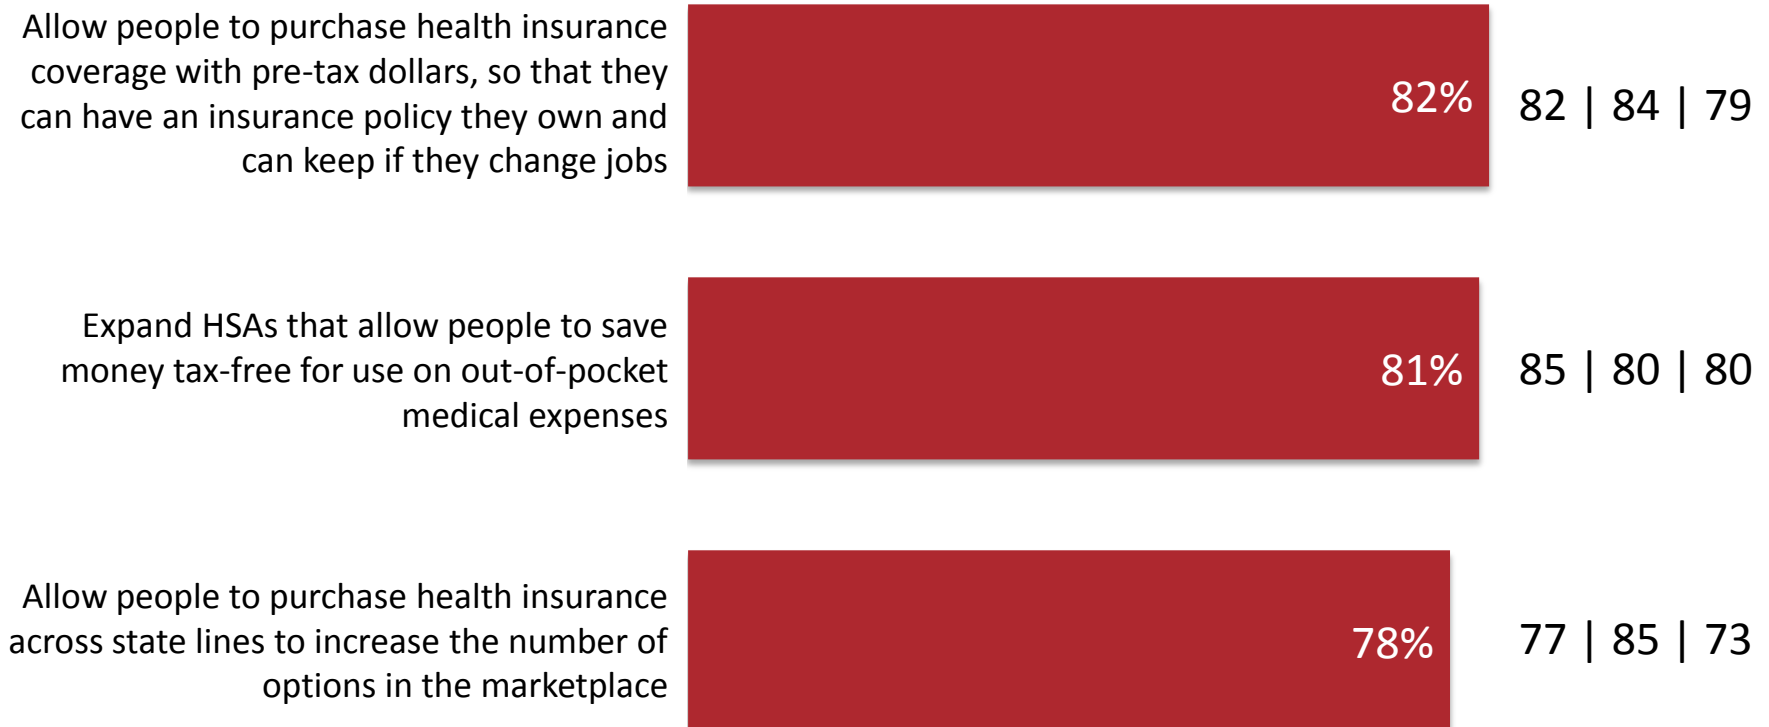 Allow people to purchase health insurance
coverage with pre-tax dollars, so that they
can have an insurance policy they own and
can keep if they change jobs
82%
82 | 84 | 79
Expand HSAs that allow people to save
money tax-free for use on out-of-pocket
medical expenses
81%
85 | 80 | 80
Allow people to purchase health insurance
across state lines to increase the number of
options in the marketplace
78%
77 | 85 | 73